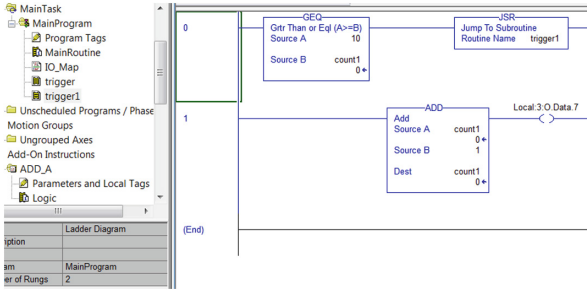 MainTask
MainProgram
Program Tags
MainRoutine
IO_Map
trigger
trigger1
Unscheduled Programs / Phase
Motion Groups
Ungrouped Axes
Add-On Instructions
ADD_A
Parameters and Local Tags
Logic
Ladder Diagram
iption
am MainProgram
er of Rungs 2
0
GEQ
Grtr Than or Eql (A>=B)
Source A 10
Source B count1
0
JSR
Jump To Subroutine
Routine Name trigger1
1
ADD
Add
Source A count1
0
Source B 1
Dest count1
0
Local:3:O.Data.7
(End)